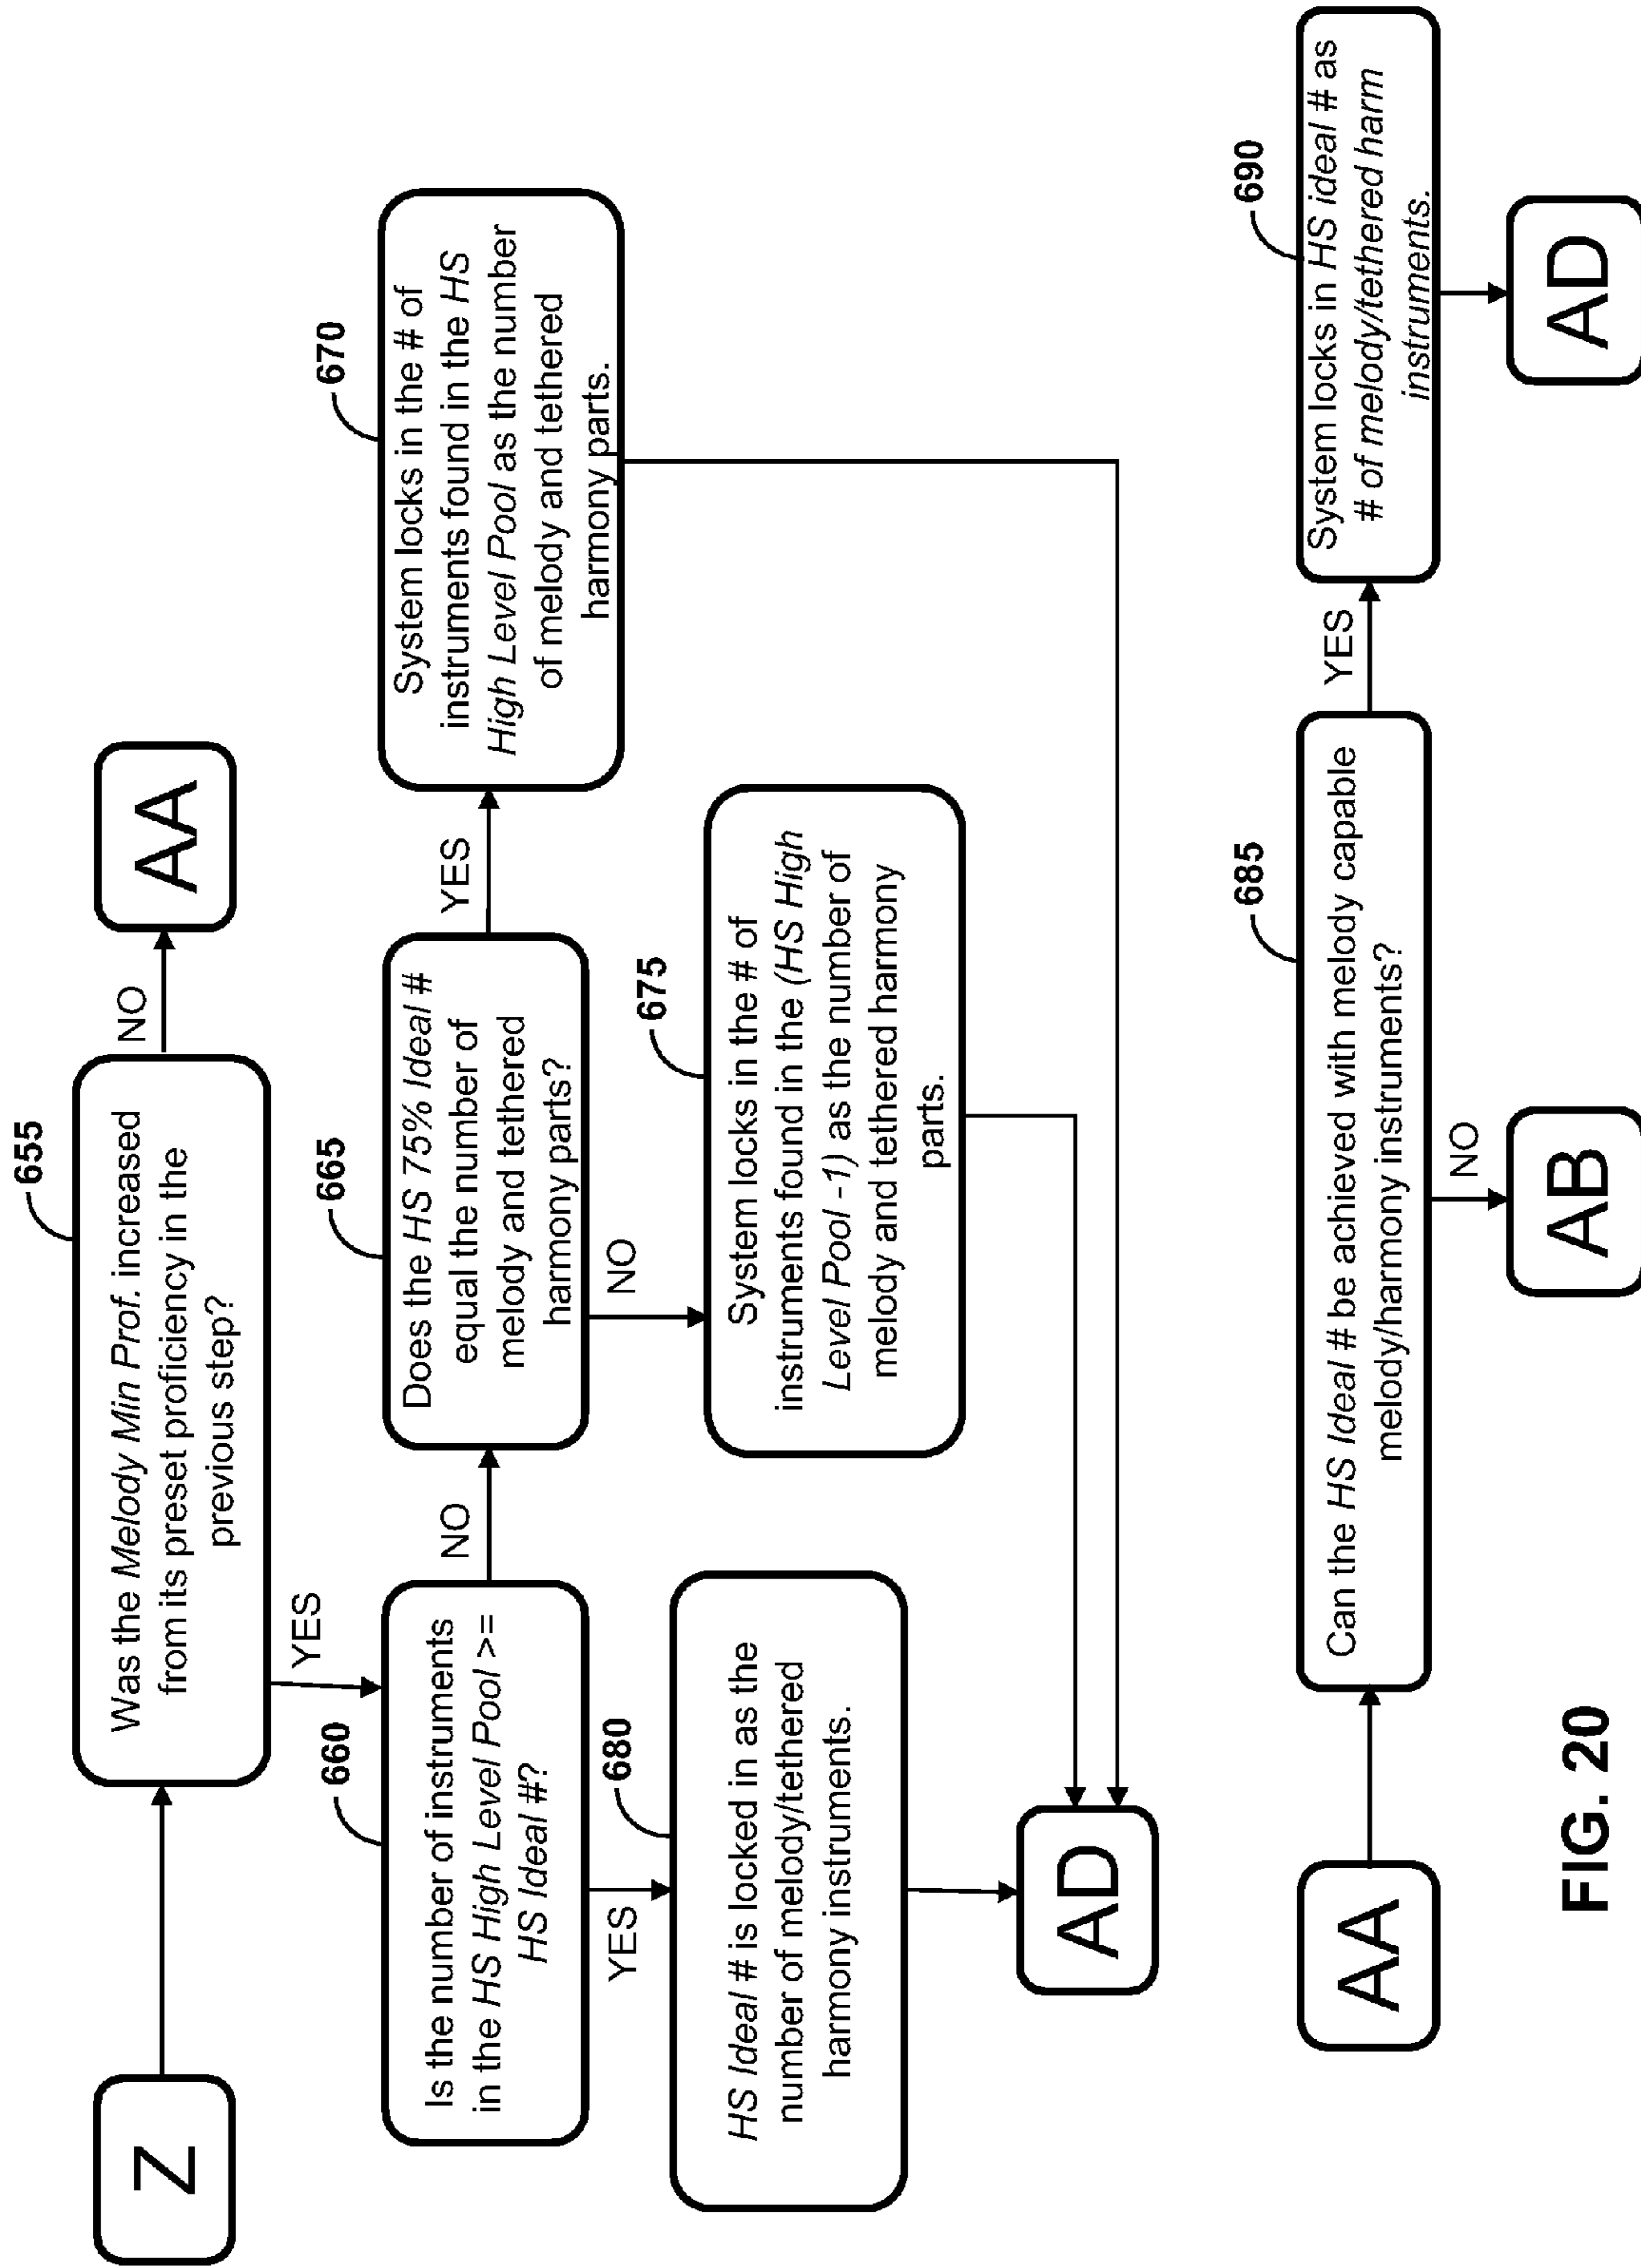 Z
655
Was the Melody Min Prof. increased
from its preset proficiency in the
previous step?
NO
AA
YES
660
Is the number of instruments
in the HS High Level Pool >=
HS Ideal #?
NO
665
Does the HS 75% Ideal #
equal the number of
melody and tethered
harmony parts?
YES
670
System locks in the # of
instruments found in the HS
High Level Pool as the number
of melody and tethered
harmony parts.
YES
680
HS Ideal # is locked in as the
number of melody/tethered
harmony instruments.
NO
675
System locks in the # of
instruments found in the (HS High
Level Pool -1) as the number of
melody and tethered harmony
parts.
AD
AA
685
Can the HS Ideal # be achieved with melody capable
melody/harmony instruments?
YES
690
System locks in HS ideal # as
# of melody/tethered harm
instruments.
NO
AB
AD
FIG. 20